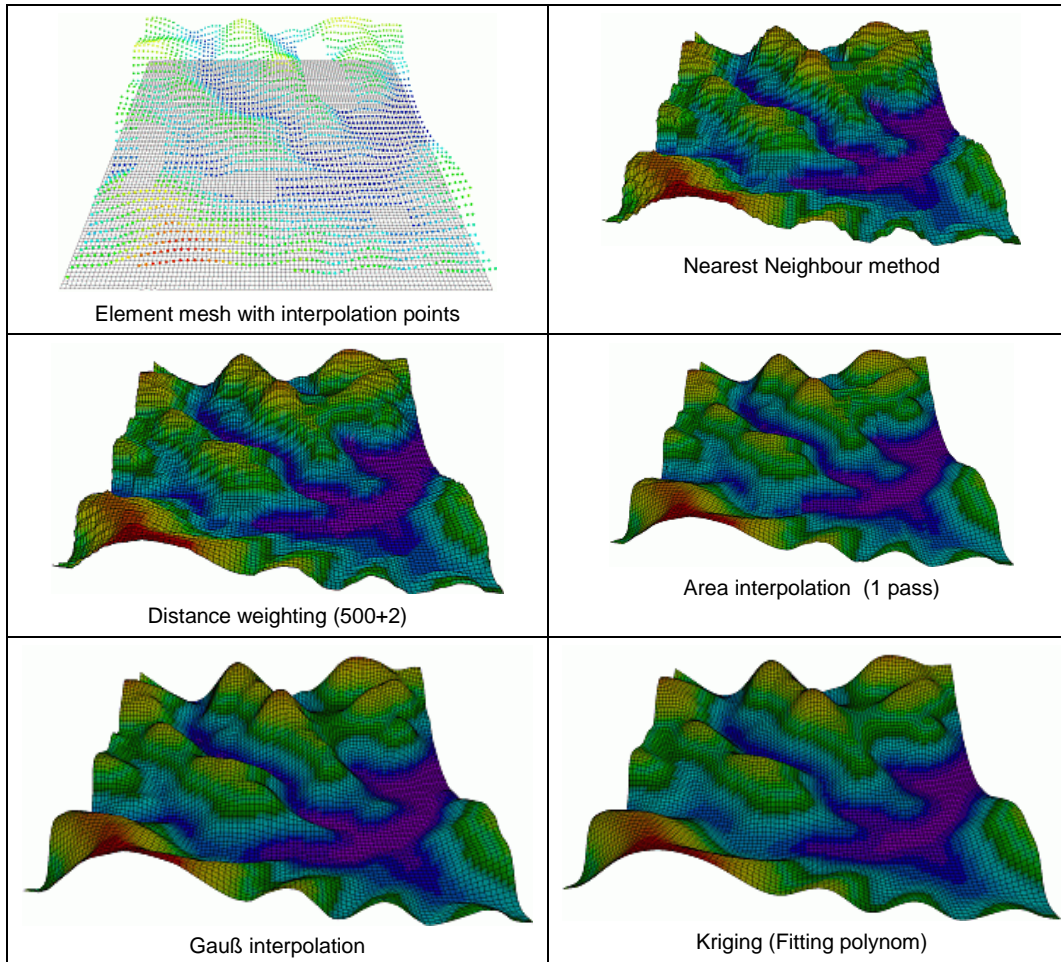 Element mesh with interpolation points
Nearest Neighbour method
Distance weighting (500+2)
Area interpolation (1 pass)
Gauß interpolation
Kriging (Fitting polynom)